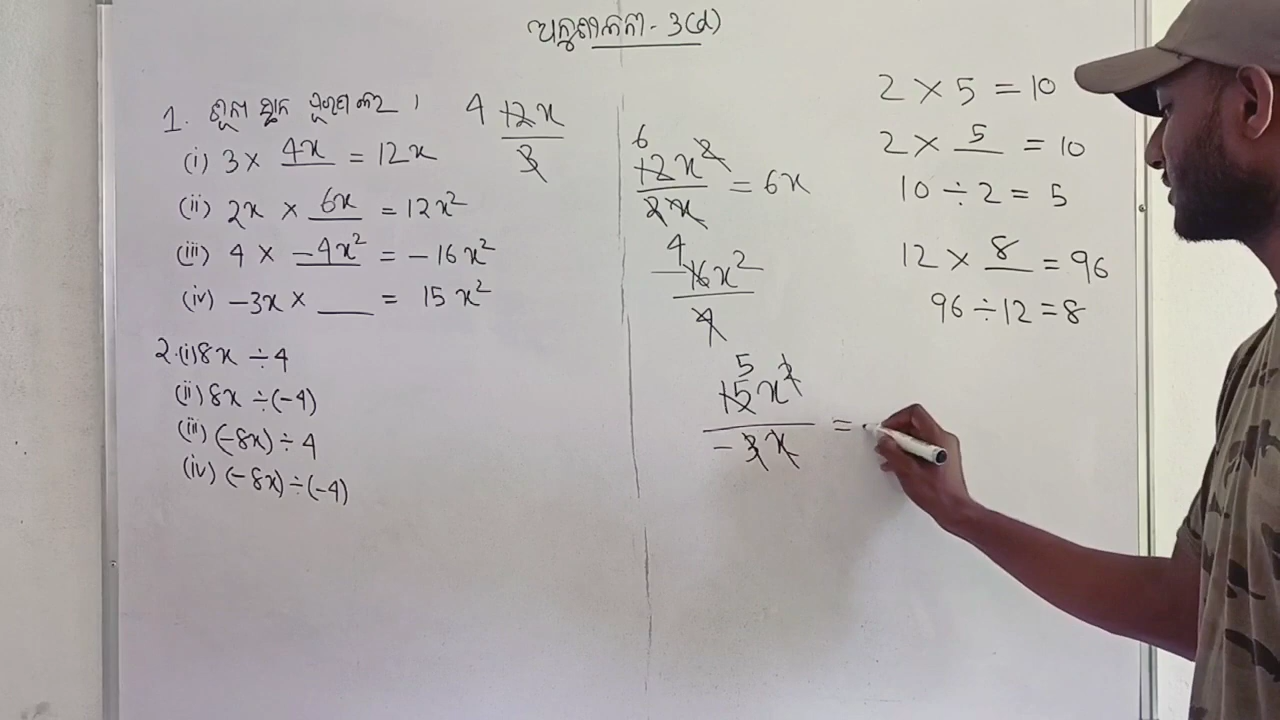 ଅନୁଶୀଳନୀ - 3(d)
1. ଶୂନ୍ୟ ସ୍ଥାନ ପୂରଣ କର ।
(i) 3 × 4x = 12x
(ii) 2x × 6x = 12x²
(iii) 4 × -4x² = -16x²
(iv) -3x × ___ = 15x²
2. (i) 8x ÷ 4
(ii) 8x ÷ (-4)
(iii) (-8x) ÷ 4
(iv) (-8x) ÷ (-4)
4 12x
3
6
12x²
2x
= 6x
4
-16x²
4
5
15x²
-3x
=
2 × 5 = 10
2 × 5 = 10
10 ÷ 2 = 5
12 × 8 = 96
96 ÷ 12 = 8